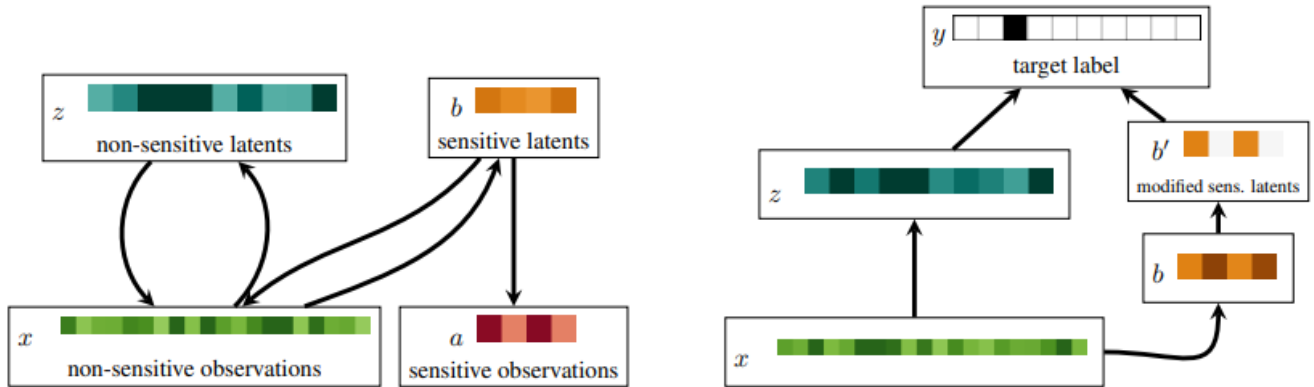 z
non-sensitive latents
b
sensitive latents
x
non-sensitive observations
a
sensitive observations
y
target label
z
b′
modified sens. latents
b
x